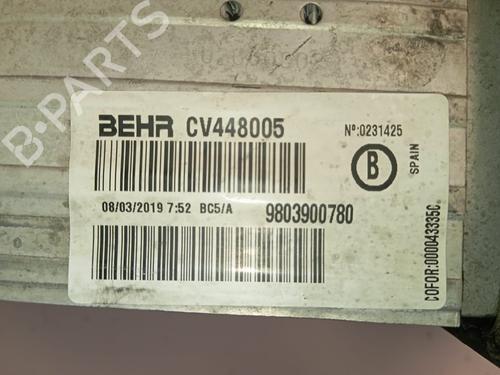 B-PARTS
BEHR CV448005
Nº:0231425
B
SPAIN
08/03/2019 7:52 BC5/A
9803900780
COFOR:000043335C